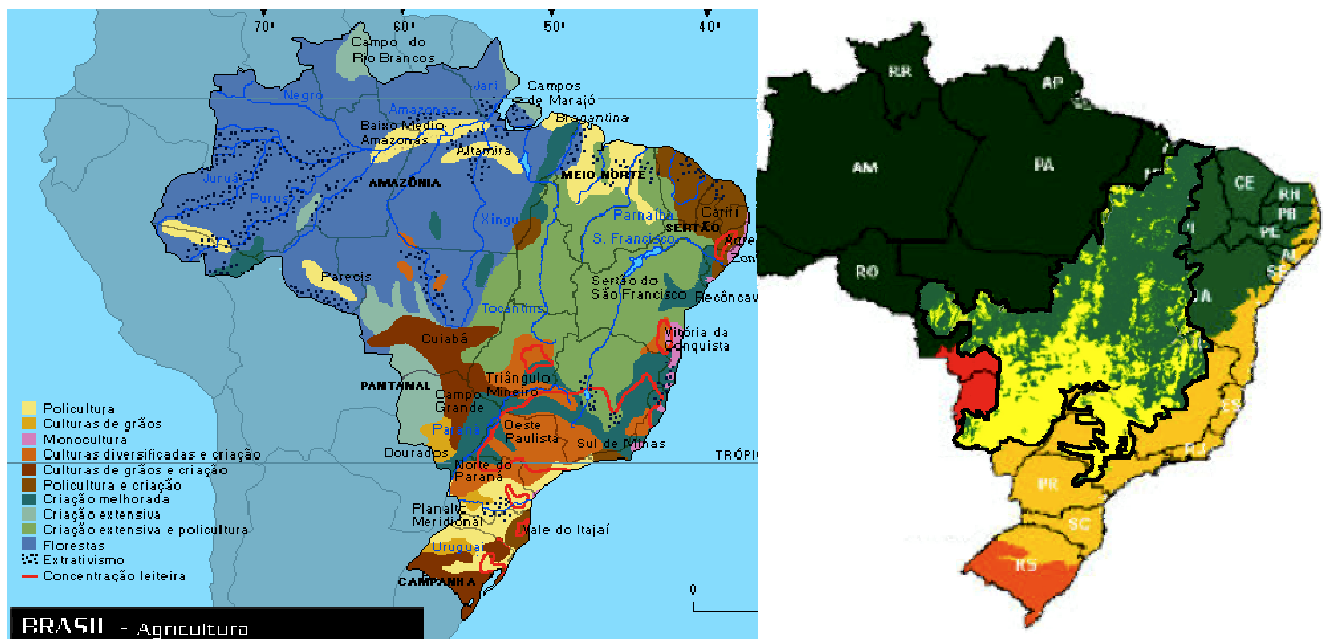 70'
60'
50'
40'
Campo do
Rio Brancos
Negro
Jari
Campos
de Marajó
Amazonas
Bragantina
Baixo Médio
Amazonas
Altamira
Juruá
Purus
AMAZÔNIA
MEIO NORTE
Xingu
Parnaíba
Cariri
SERTÃO
S. Francisco
Parecis
Sertão do
São Francisco
Recôncav
Tocantins
Cuiabá
Vitória da
Conquista
PANTANAL
Campo
Grande
Triângulo
Mineiro
Paraná
Oeste
Paulista
Sul de Minas
Dourados
Norte do
Paraná
TRÓPI
Planalt
Meridional
Vale do Itajaí
Uruguai
CAMPANHA
0
Policultura
Culturas de grãos
Monocultura
Culturas diversificadas e criação
Culturas de grãos e criação
Policultura e criação
Criação melhorada
Criação extensiva
Criação extensiva e policultura
Florestas
Extrativismo
Concentração leiteira
BRASIL - Agricultura
RR
AP
AM
PA
CE
RH
PB
PE
AL
SE
RO
ES
RJ
PR
SC
RS